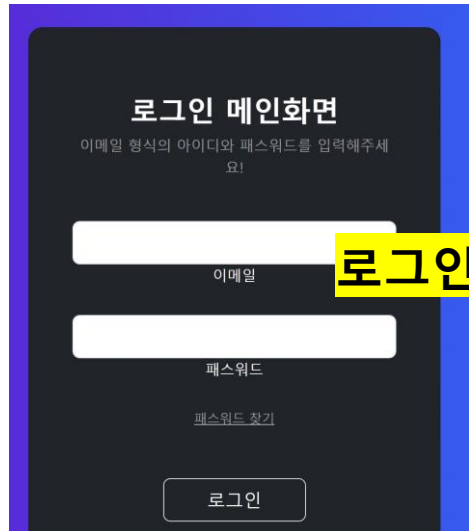 로그인 메인화면
이메일 형식의 아이디와 패스워드를 입력해주세
요!
로그인
이메일
패스워드
패스워드 찾기
로그인